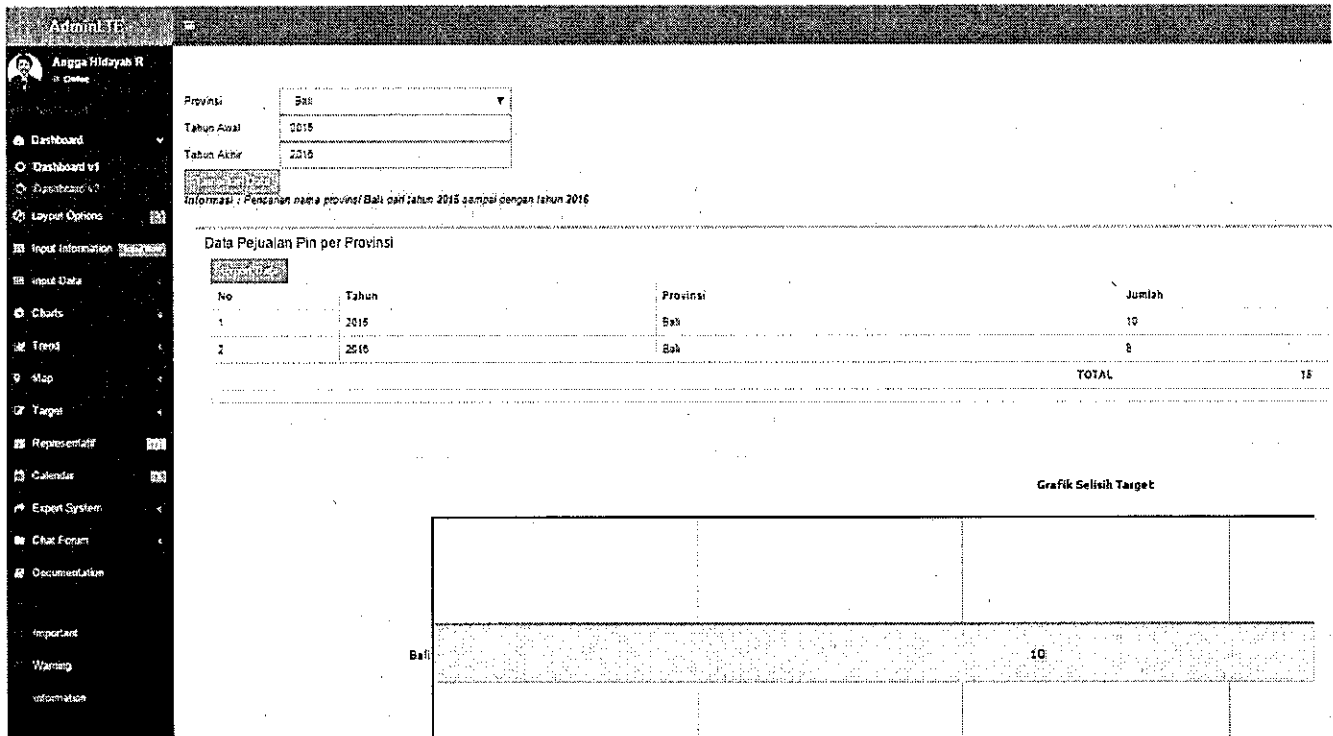 AdminLTE
Angga Hidayah R
Online
Dashboard
Dashboard v1
Dashboard v2
Layout Options
Input Information
Input Data
Charts
Trend
Map
Target
Representatif
Calendar
Expert System
Chat Forum
Documentation
Important
Warning
Information
Provinsi Bali
Tahun Awal 2015
Tahun Akhir 2016
Informasi : Pencarian nama provinsi Bali dari tahun 2015 sampai dengan tahun 2016
Data Pejualan Pin per Provinsi
No Tahun Provinsi Jumlah
1 2015 Bali 10
2 2016 Bali
TOTAL
Grafik Selisih Target
Bali 10